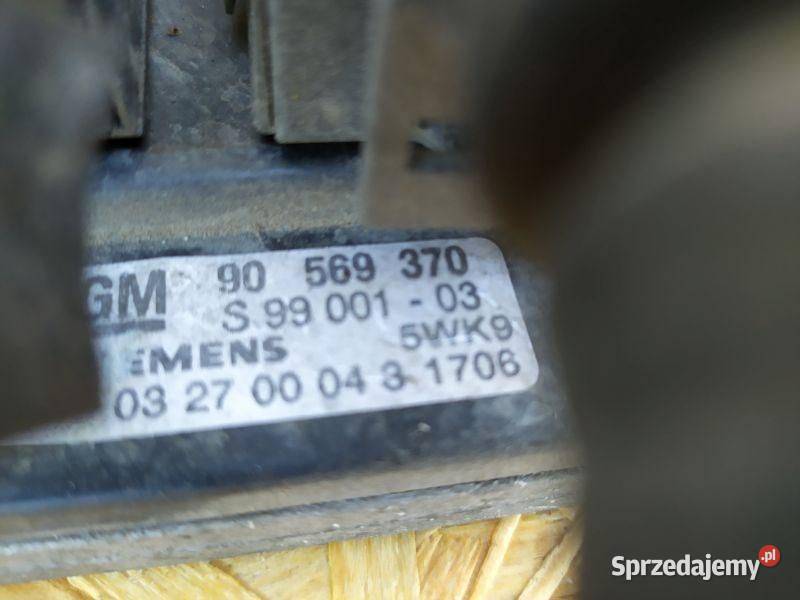 GM 90 569 370
S 99 001 - 03
EMENS 5WK9
03 27 00 04 3 1706
Sprzedajemy.pl